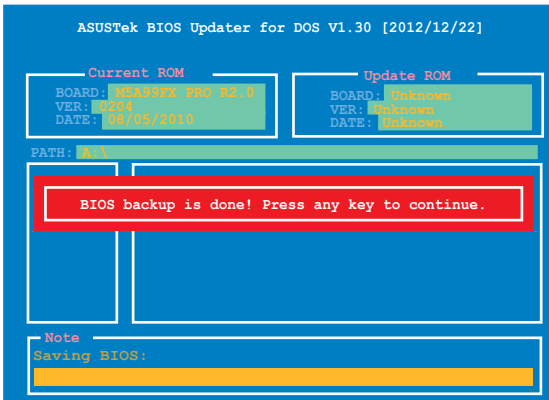 ASUSTek BIOS Updater for DOS V1.30 [2012/12/22]
Current ROM
BOARD: M5A99FX PRO R2.0
VER: 0204
DATE: 08/05/2010
Update ROM
BOARD: Unknown
VER: Unknown
DATE: Unknown
PATH: A:\
BIOS backup is done! Press any key to continue.
Note
Saving BIOS: